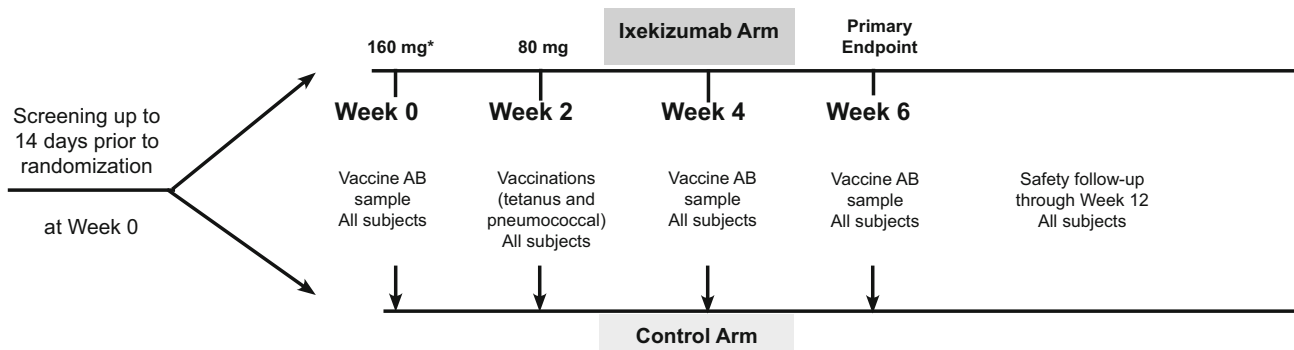 Screening up to
14 days prior to
randomization
at Week 0
160 mg*
80 mg
Ixekizumab Arm
Primary
Endpoint
Week 0
Week 2
Week 4
Week 6
Vaccine AB
sample
All subjects
Vaccinations
(tetanus and
pneumococcal)
All subjects
Vaccine AB
sample
All subjects
Vaccine AB
sample
All subjects
Safety follow-up
through Week 12
All subjects
Control Arm